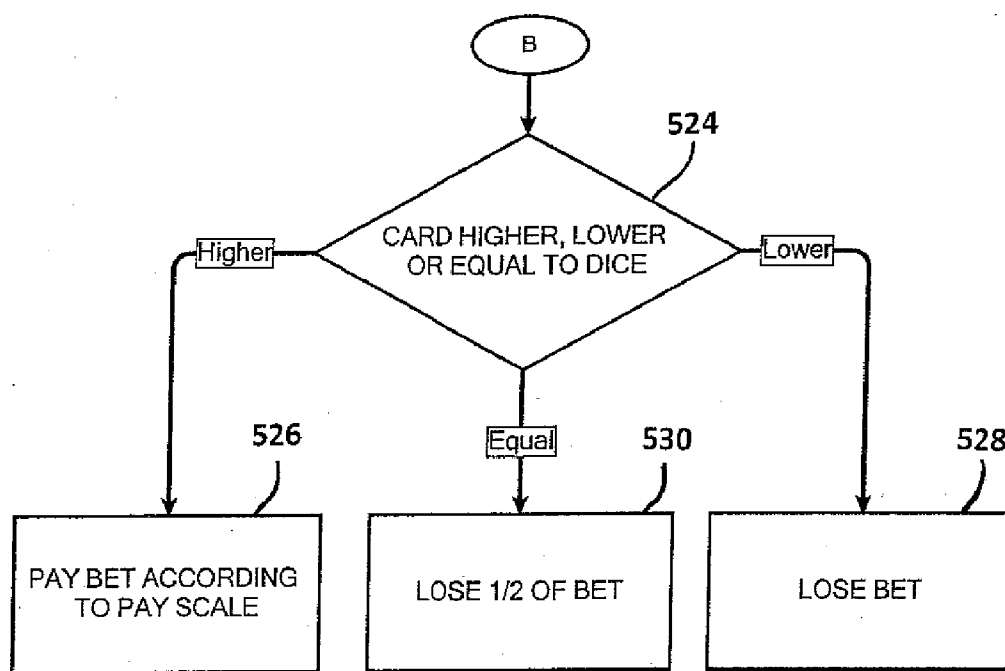 B
524
CARD HIGHER, LOWER
OR EQUAL TO DICE
Higher
Lower
Equal
526
530
528
PAY BET ACCORDING
TO PAY SCALE
LOSE 1/2 OF BET
LOSE BET